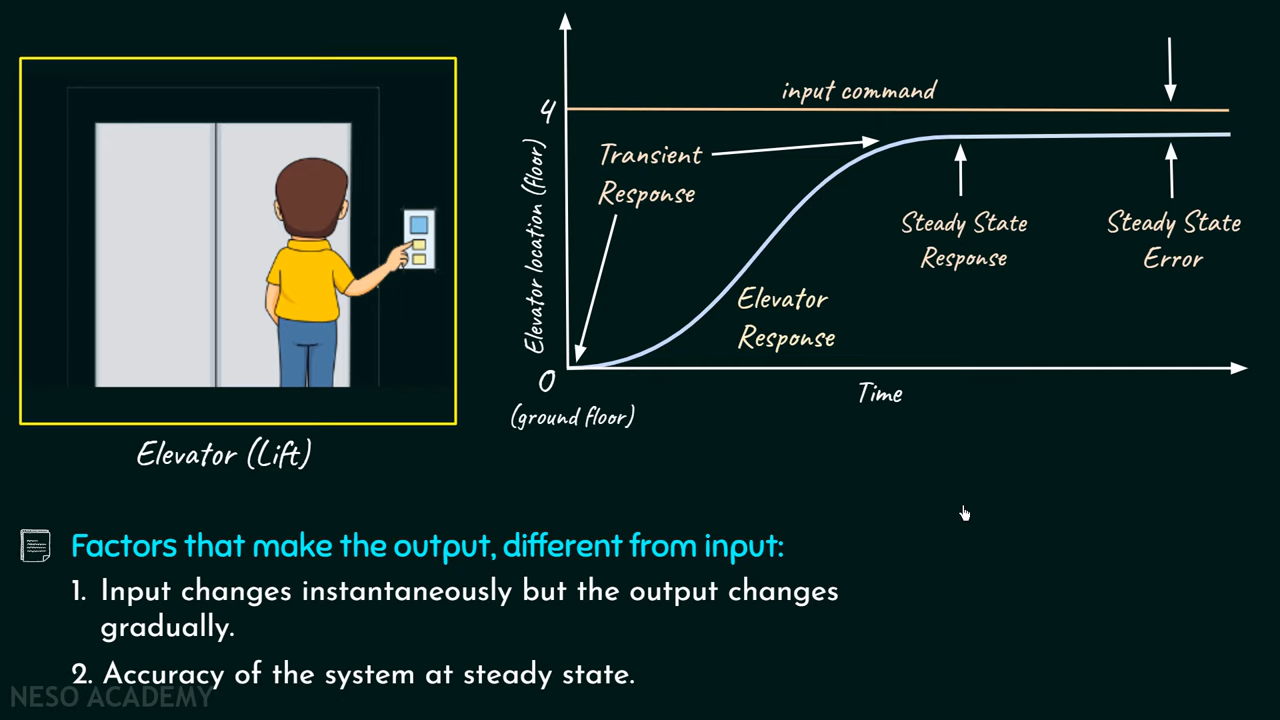 input command
4
Transient
Response
Steady State
Response
Steady State
Error
Elevator
Response
Elevator location (floor)
0
(ground floor)
Time
Elevator (Lift)
Factors that make the output, different from input:
1. Input changes instantaneously but the output changes
gradually.
2. Accuracy of the system at steady state.
NESO ACADEMY